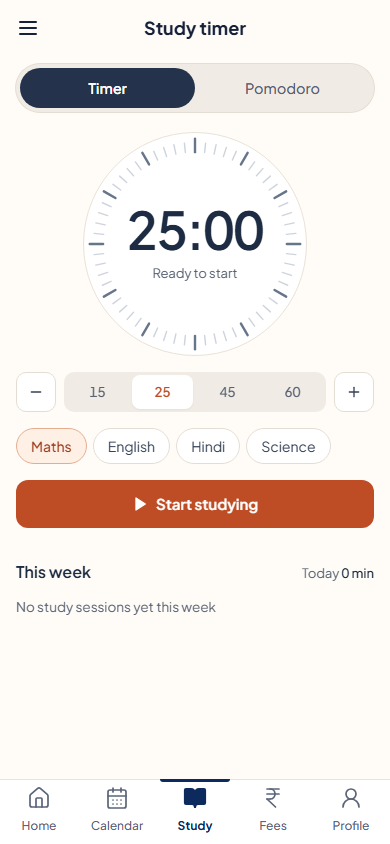 Study timer
Timer Pomodoro
25:00
Ready to start
− 15 25 45 60 +
Maths English Hindi Science
Start studying
This week Today 0 min
No study sessions yet this week
Home Calendar Study Fees Profile